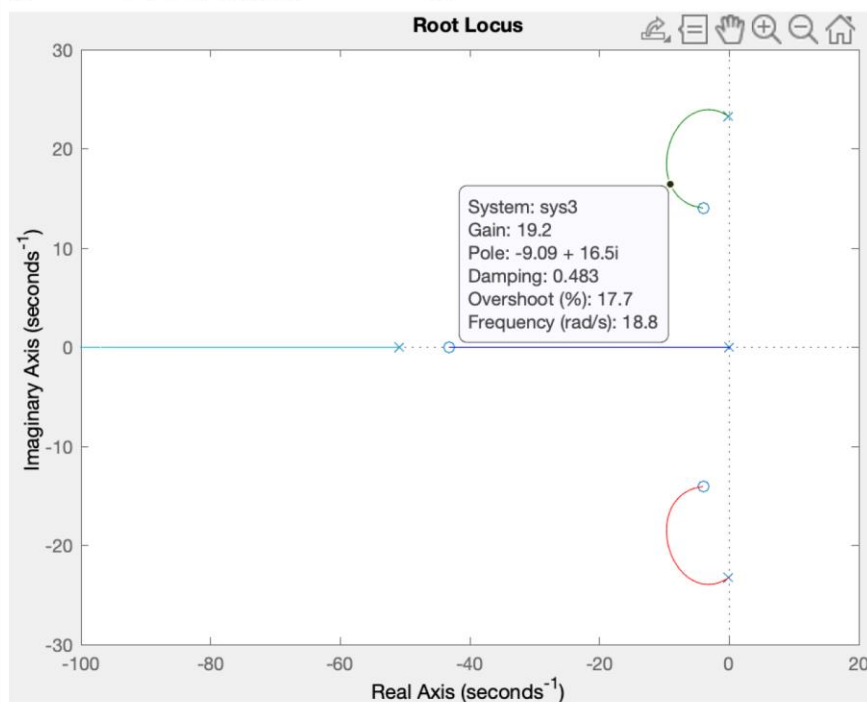 Root Locus
30
20
10
0
-10
-20
-30
System: sys3
Gain: 19.2
Pole: -9.09 + 16.5i
Damping: 0.483
Overshoot (%): 17.7
Frequency (rad/s): 18.8
Imaginary Axis (seconds⁻¹)
-100
-80
-60
-40
-20
0
20
Real Axis (seconds⁻¹)